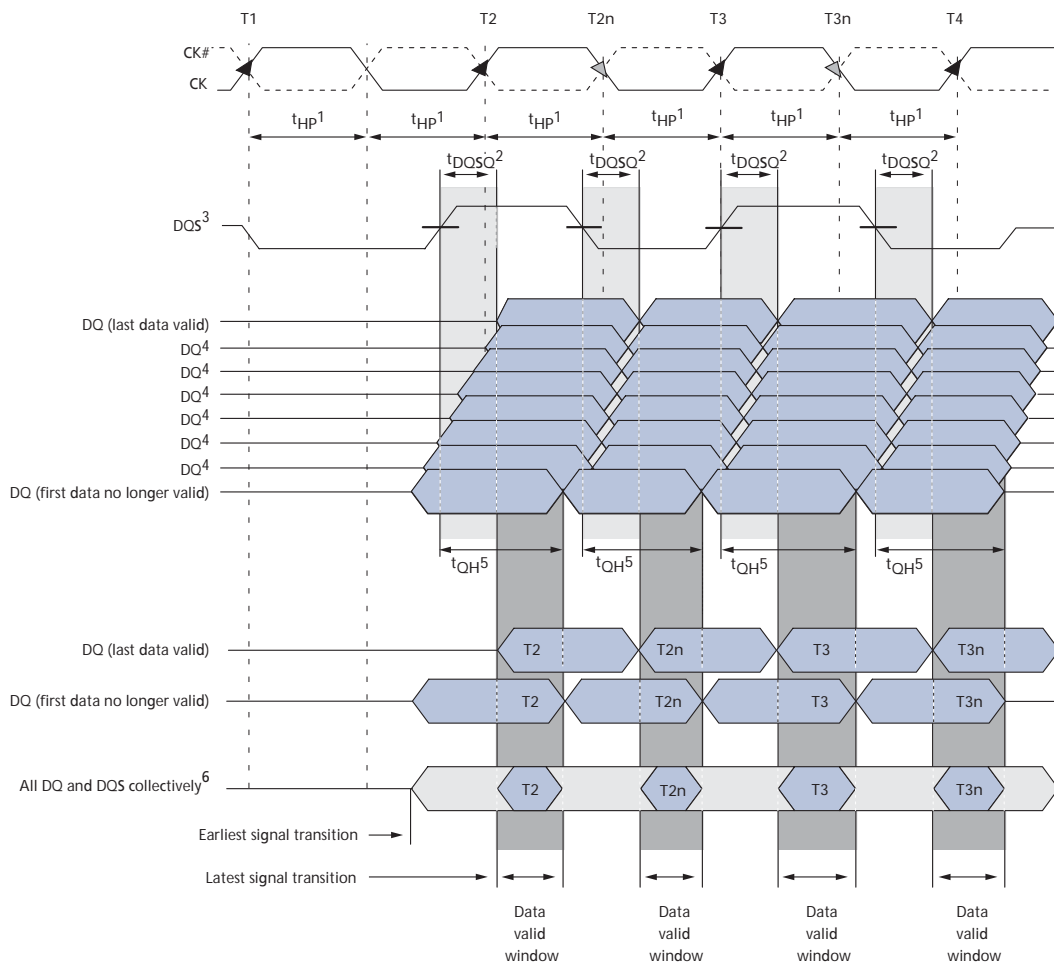 T1 T2 T2n T3 T3n T4
CK#
CK
tHP1 tHP1 tHP1 tHP1 tHP1 tHP1
tDQSQ2 tDQSQ2 tDQSQ2 tDQSQ2
DQS3
DQ (last data valid)
DQ4
DQ4
DQ4
DQ4
DQ4
DQ4
DQ (first data no longer valid)
tQH5 tQH5 tQH5 tQH5
DQ (last data valid) T2 T2n T3 T3n
DQ (first data no longer valid) T2 T2n T3 T3n
All DQ and DQS collectively6 T2 T2n T3 T3n
Earliest signal transition
Latest signal transition
Data Data Data Data
valid valid valid valid
window window window window